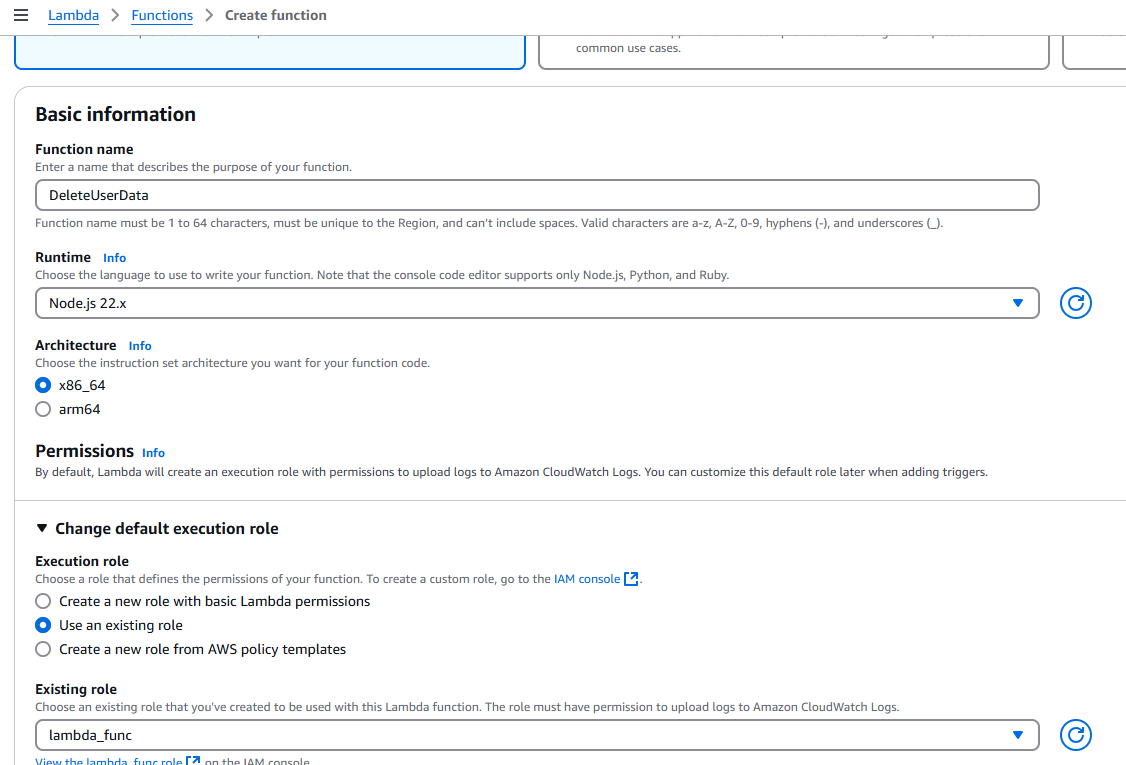 Lambda > Functions > Create function
common use cases.
Basic information
Function name
Enter a name that describes the purpose of your function.
DeleteUserData
Function name must be 1 to 64 characters, must be unique to the Region, and can't include spaces. Valid characters are a-z, A-Z, 0-9, hyphens (-), and underscores (_).
Runtime Info
Choose the language to use to write your function. Note that the console code editor supports only Node.js, Python, and Ruby.
Node.js 22.x
Architecture Info
Choose the instruction set architecture you want for your function code.
x86_64
arm64
Permissions Info
By default, Lambda will create an execution role with permissions to upload logs to Amazon CloudWatch Logs. You can customize this default role later when adding triggers.
Change default execution role
Execution role
Choose a role that defines the permissions of your function. To create a custom role, go to the IAM console.
Create a new role with basic Lambda permissions
Use an existing role
Create a new role from AWS policy templates
Existing role
Choose an existing role that you've created to be used with this Lambda function. The role must have permission to upload logs to Amazon CloudWatch Logs.
lambda_func
View the lambda_func role on the IAM console.